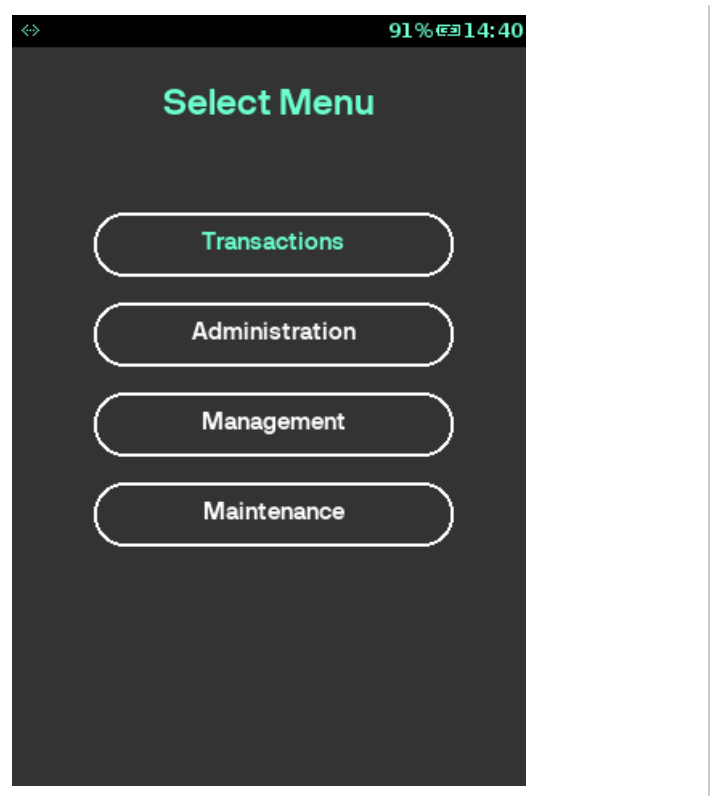 91% 14:40
Select Menu
Transactions
Administration
Management
Maintenance